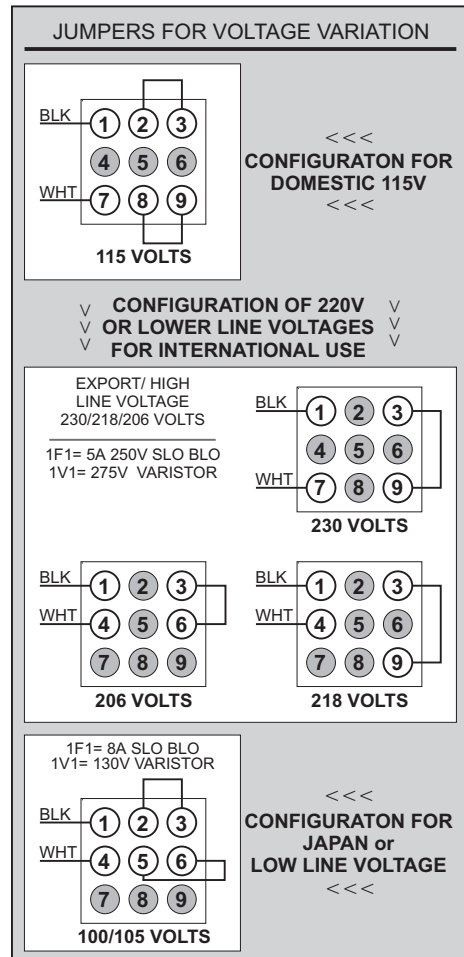 JUMPERS FOR VOLTAGE VARIATION
BLK 1 2 3
4 5 6
WHT 7 8 9
115 VOLTS
<<<
CONFIGURATON FOR
DOMESTIC 115V
<<<
V CONFIGURATION OF 220V V
V OR LOWER LINE VOLTAGES V
V FOR INTERNATIONAL USE V
EXPORT/ HIGH
LINE VOLTAGE
230/218/206 VOLTS
1F1= 5A 250V SLO BLO
1V1= 275V VARISTOR
BLK 1 2 3
4 5 6
WHT 7 8 9
230 VOLTS
BLK 1 2 3
WHT 4 5 6
7 8 9
206 VOLTS
BLK 1 2 3
WHT 4 5 6
7 8 9
218 VOLTS
1F1= 8A SLO BLO
1V1= 130V VARISTOR
BLK 1 2 3
WHT 4 5 6
7 8 9
100/105 VOLTS
<<<
CONFIGURATON FOR
JAPAN or
LOW LINE VOLTAGE
<<<